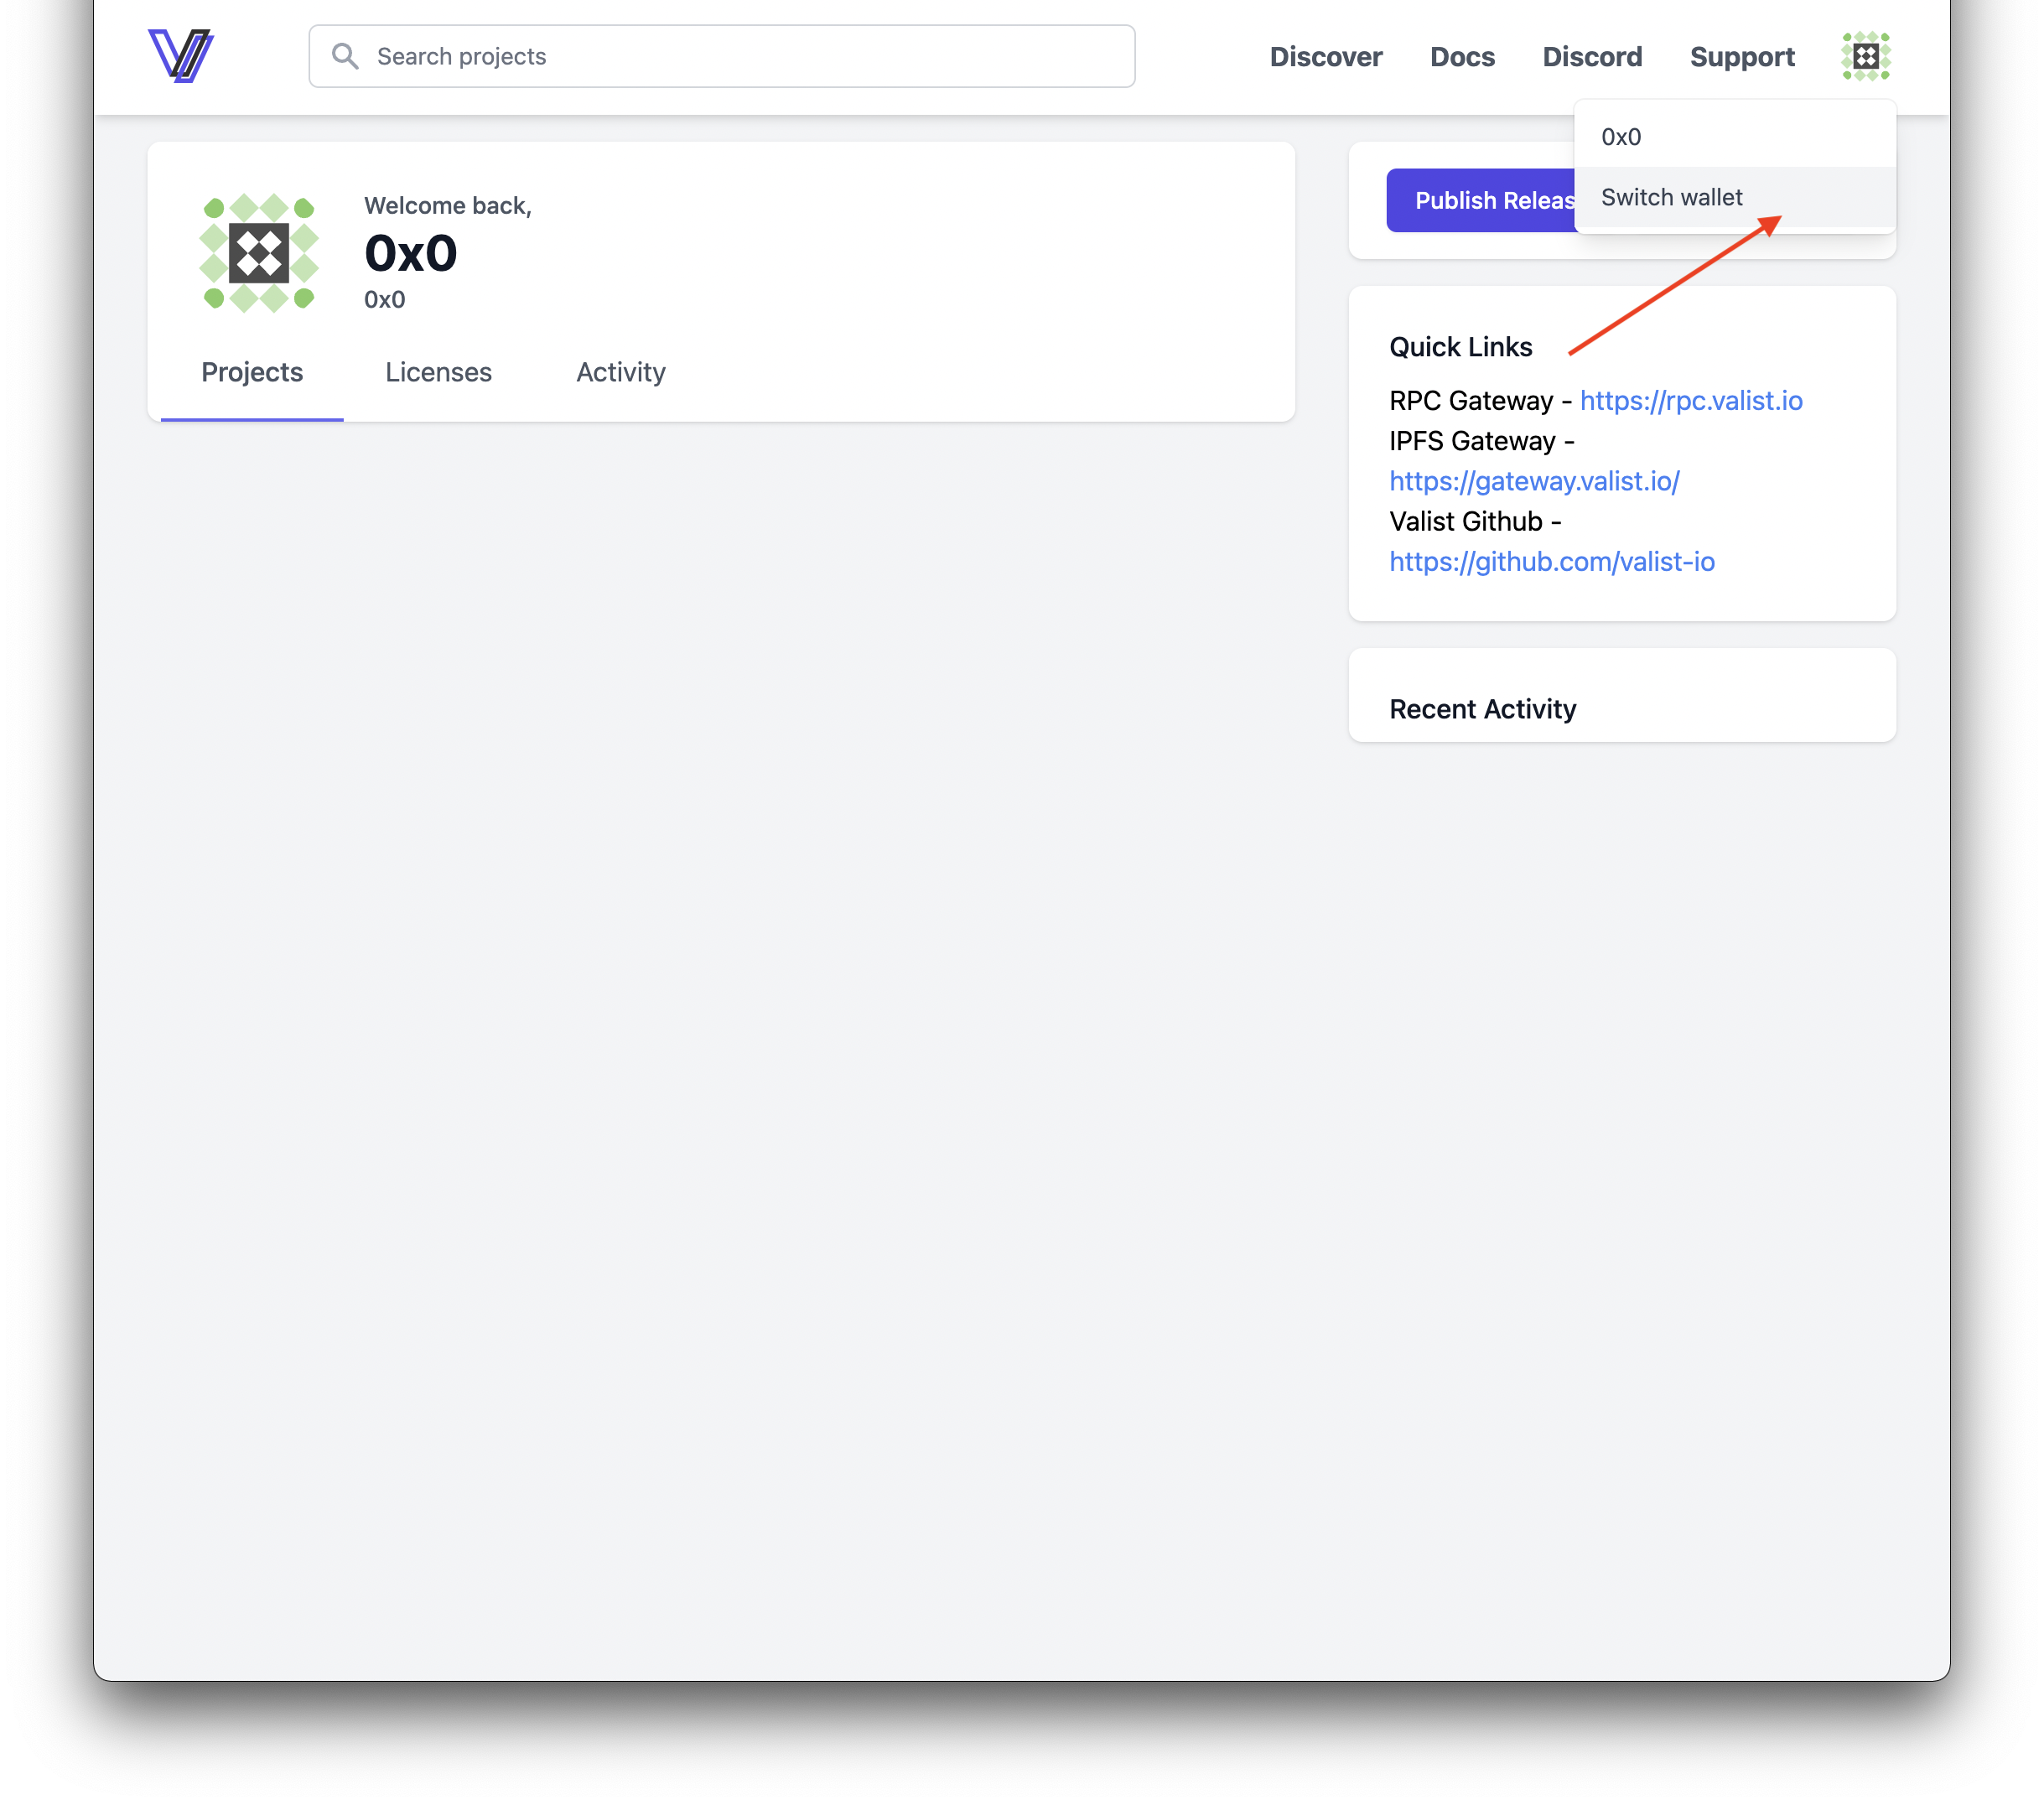 Search projects
Discover
Docs
Discord
Support
0x0
Switch wallet
Welcome back,
0x0
0x0
Projects
Licenses
Activity
Publish Releas
Quick Links
RPC Gateway - https://rpc.valist.io
IPFS Gateway -
https://gateway.valist.io/
Valist Github -
https://github.com/valist-io
Recent Activity